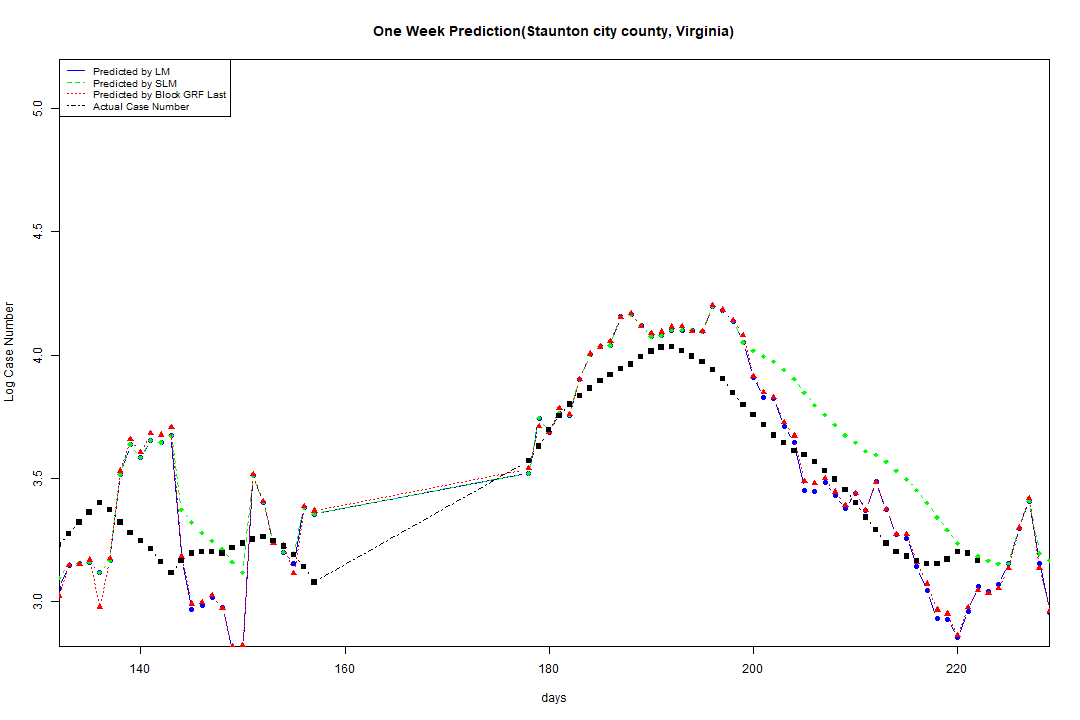 One Week Prediction(Staunton city county, Virginia)
Predicted by LM
Predicted by SLM
Predicted by Block GRF Last
Actual Case Number
5.0
4.5
4.0
3.5
3.0
Log Case Number
140 160 180 200 220
days